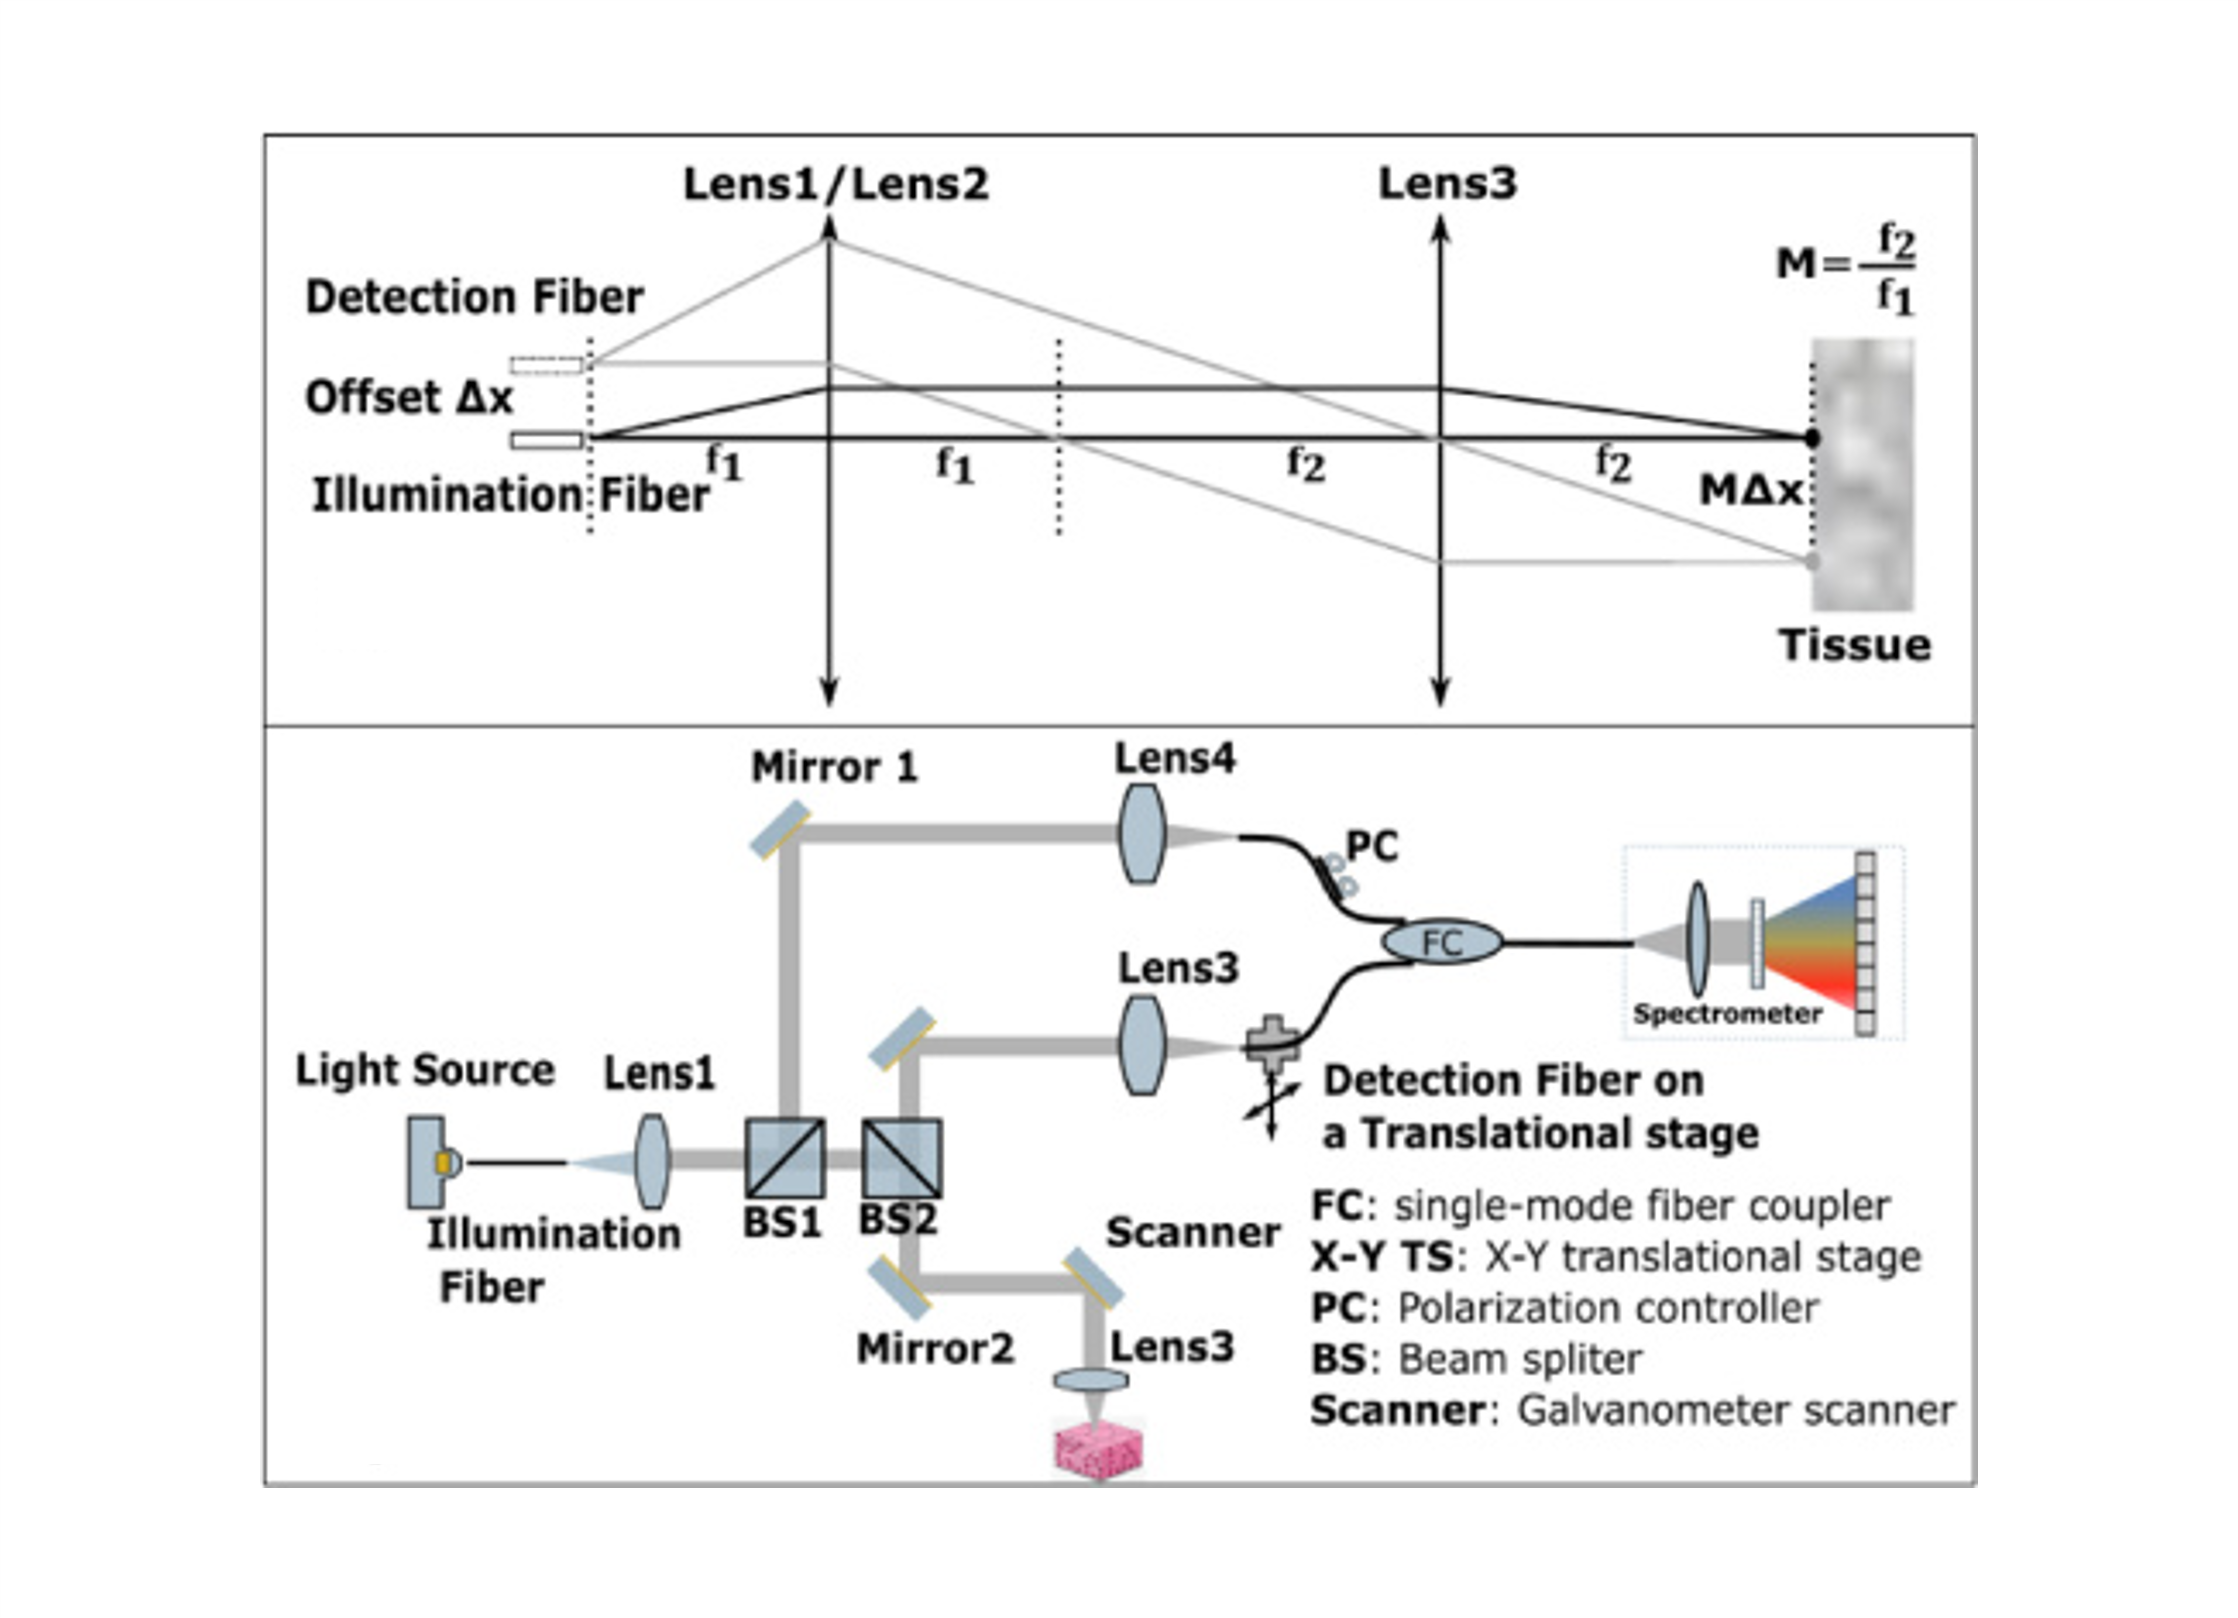 Lens1/Lens2
Lens3
M=f2/f1
Detection Fiber
Offset Δx
f1
f1
f2
f2
Illumination Fiber
MΔx
Tissue
Mirror 1
Lens4
PC
FC
Lens3
Spectrometer
Light Source
Lens1
Detection Fiber on
a Translational stage
BS1
BS2
Illumination
Fiber
Scanner
Mirror2
Lens3
FC: single-mode fiber coupler
X-Y TS: X-Y translational stage
PC: Polarization controller
BS: Beam spliter
Scanner: Galvanometer scanner